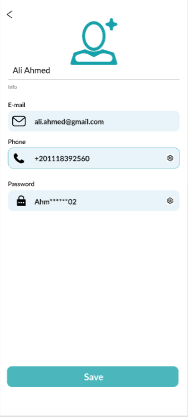 Ali Ahmed
Info
E-mail
ali.ahmed@gmail.com
Phone
+201118392560
Password
Ahm******02
Save